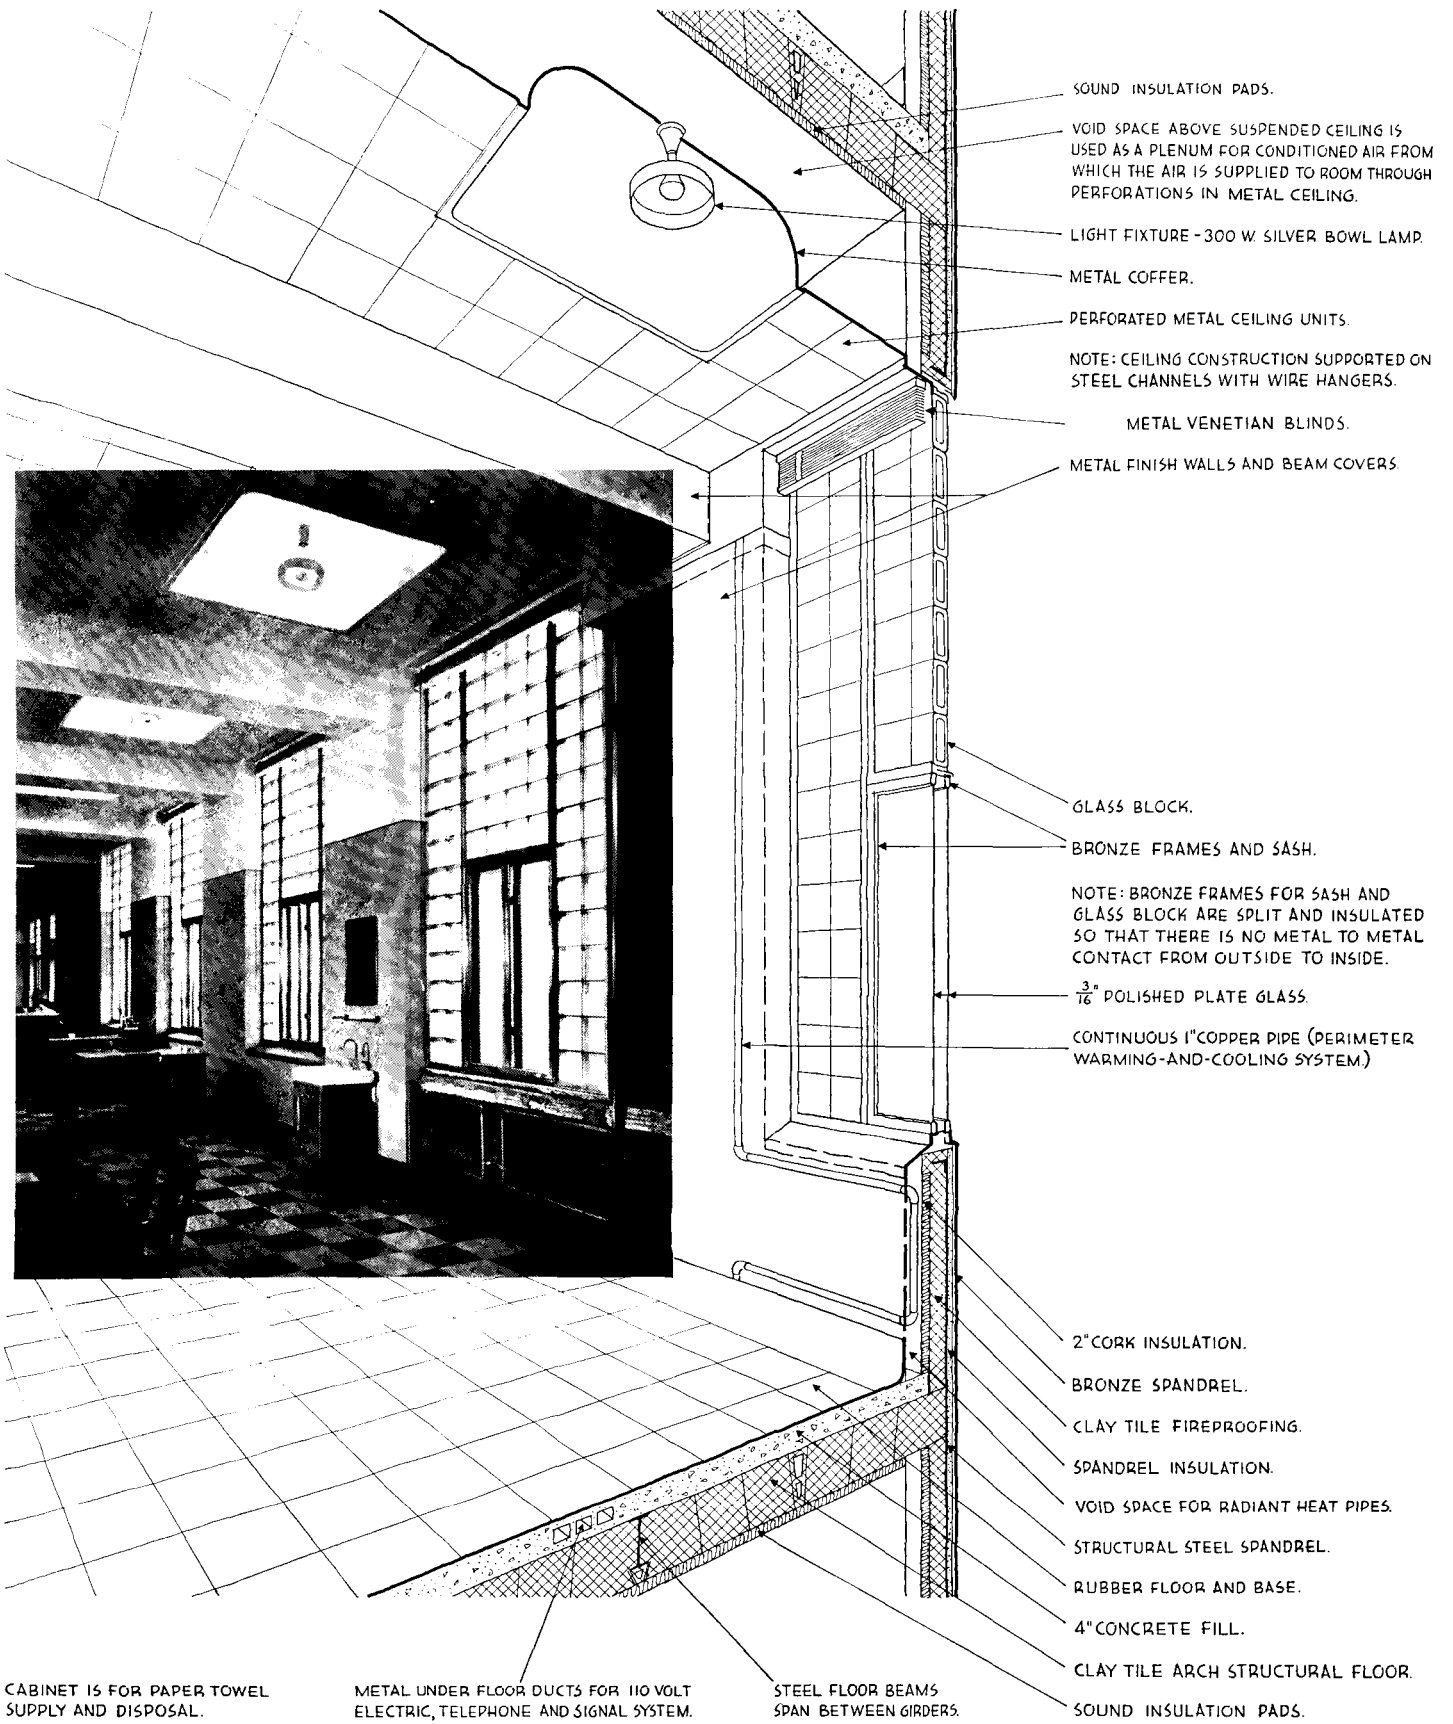 SOUND INSULATION PADS.
VOID SPACE ABOVE SUSPENDED CEILING IS
USED AS A PLENUM FOR CONDITIONED AIR FROM
WHICH THE AIR IS SUPPLIED TO ROOM THROUGH
PERFORATIONS IN METAL CEILING.
LIGHT FIXTURE - 300 W. SILVER BOWL LAMP.
METAL COFFER.
PERFORATED METAL CEILING UNITS.
NOTE: CEILING CONSTRUCTION SUPPORTED ON
STEEL CHANNELS WITH WIRE HANGERS.
METAL VENETIAN BLINDS.
METAL FINISH WALLS AND BEAM COVERS.
GLASS BLOCK.
BRONZE FRAMES AND SASH.
NOTE: BRONZE FRAMES FOR SASH AND
GLASS BLOCK ARE SPLIT AND INSULATED
SO THAT THERE IS NO METAL TO METAL
CONTACT FROM OUTSIDE TO INSIDE.
3/16" POLISHED PLATE GLASS.
CONTINUOUS 1" COPPER PIPE (PERIMETER
WARMING-AND-COOLING SYSTEM.)
2" CORK INSULATION.
BRONZE SPANDREL.
CLAY TILE FIREPROOFING.
SPANDREL INSULATION.
VOID SPACE FOR RADIANT HEAT PIPES.
STRUCTURAL STEEL SPANDREL.
RUBBER FLOOR AND BASE.
4" CONCRETE FILL.
CLAY TILE ARCH STRUCTURAL FLOOR.
SOUND INSULATION PADS.
CABINET IS FOR PAPER TOWEL
SUPPLY AND DISPOSAL.
METAL UNDER FLOOR DUCTS FOR 110 VOLT
ELECTRIC, TELEPHONE AND SIGNAL SYSTEM.
STEEL FLOOR BEAMS
SPAN BETWEEN GIRDERS.